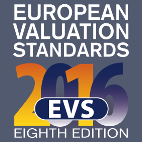 EUROPEAN
VALUATION
STANDARDS
2016
EVS
EIGHTH EDITION